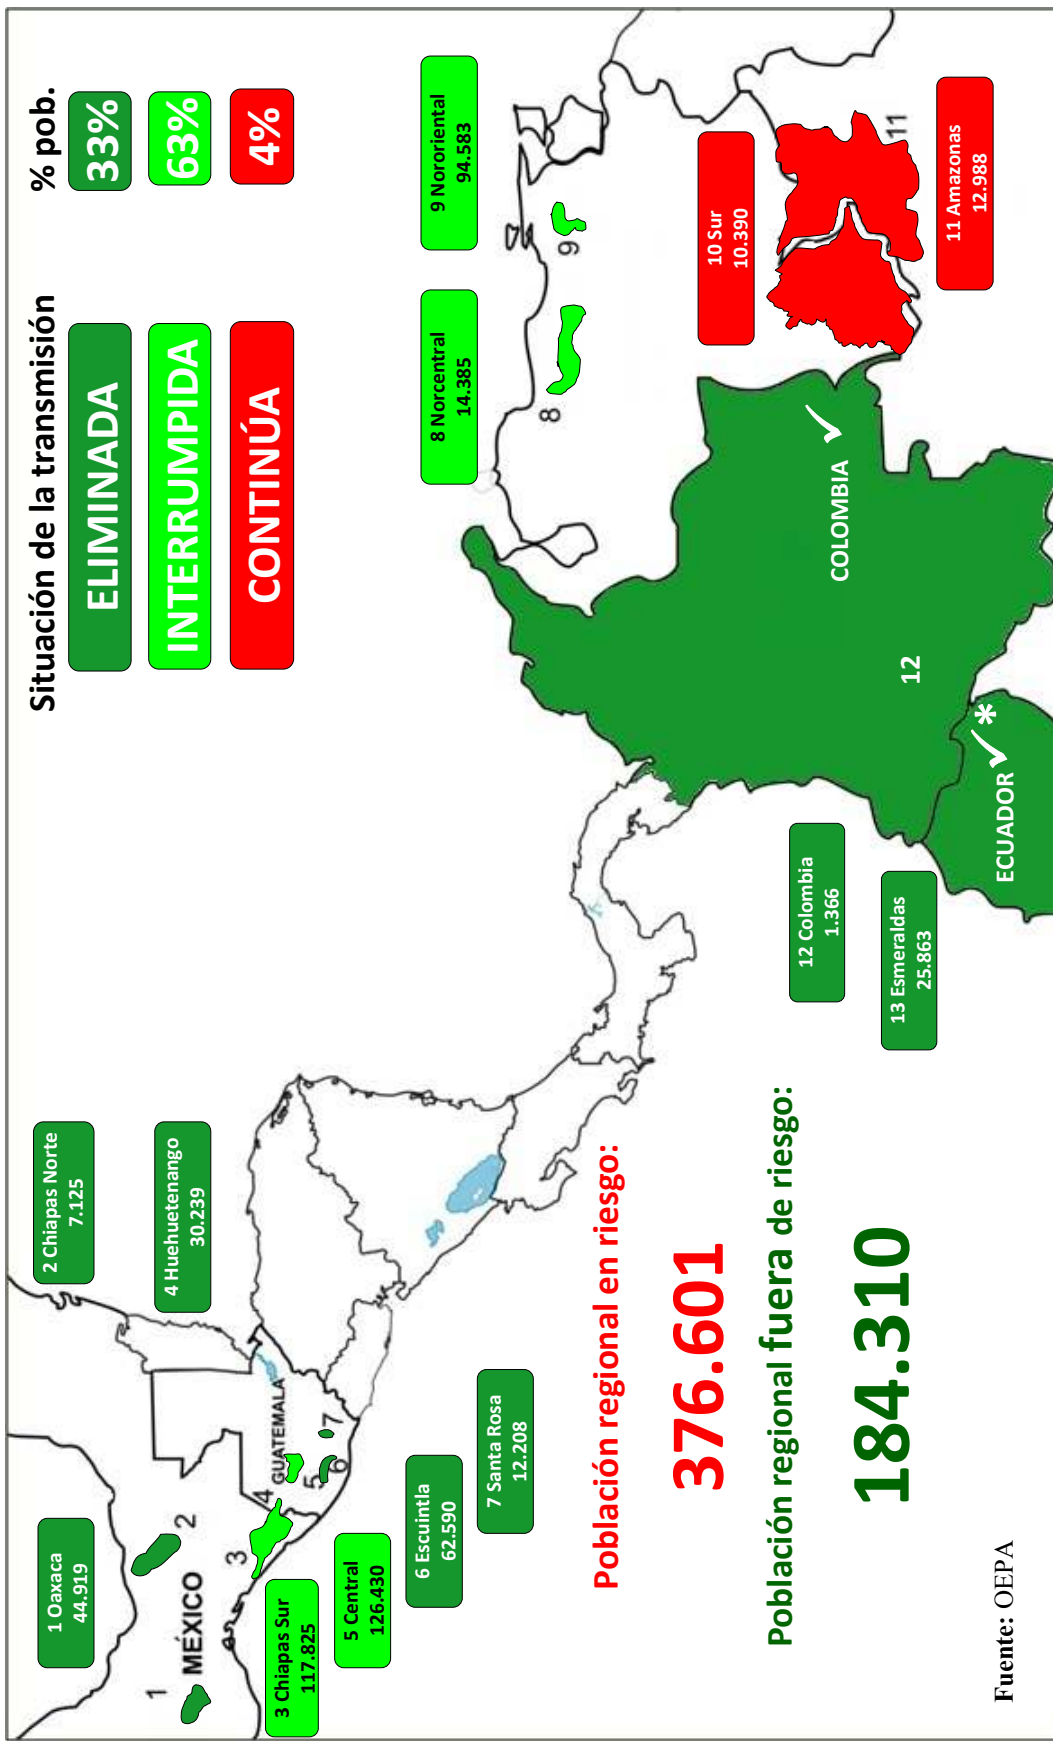 Situación de la transmisión
% pob.
ELIMINADA
33%
INTERRUMPIDA
63%
CONTINÚA
4%
1 Oaxaca
44.919
2 Chiapas Norte
7.125
4 Huehuetenango
30.239
3 Chiapas Sur
117.825
5 Central
126.430
6 Escuintla
62.590
7 Santa Rosa
12.208
8 Norcentral
14.385
9 Nororiental
94.583
10 Sur
10.390
11 Amazonas
12.988
12 Colombia
1.366
13 Esmeraldas
25.863
1
2
MÉXICO
3
4
GUATEMALA
5
6
7
8
9
11
COLOMBIA
12
ECUADOR
*
Población regional en riesgo:
376.601
Población regional fuera de riesgo:
184.310
Fuente: OEPA